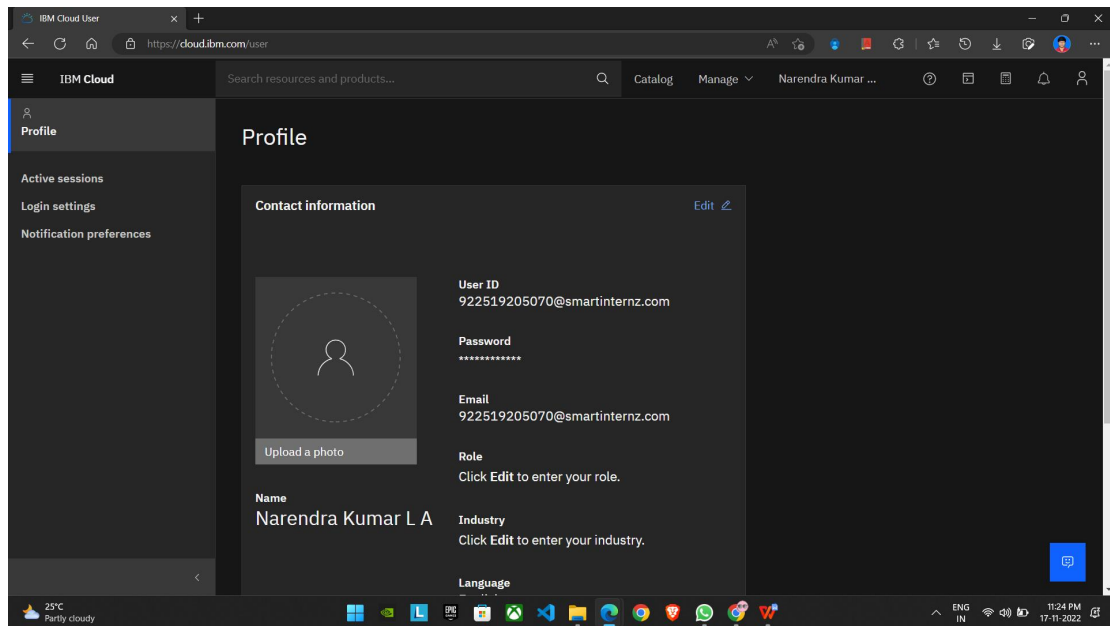 IBM Cloud User
https://cloud.ibm.com/user
IBM Cloud
Search resources and products...
Catalog
Manage
Narendra Kumar ...
Profile
Active sessions
Login settings
Notification preferences
Profile
Contact information
Edit
Upload a photo
Name
Narendra Kumar L A
User ID
922519205070@smartinternz.com
Password
************
Email
922519205070@smartinternz.com
Role
Click Edit to enter your role.
Industry
Click Edit to enter your industry.
Language
25°C
Partly cloudy
ENG
IN
11:24 PM
17-11-2022